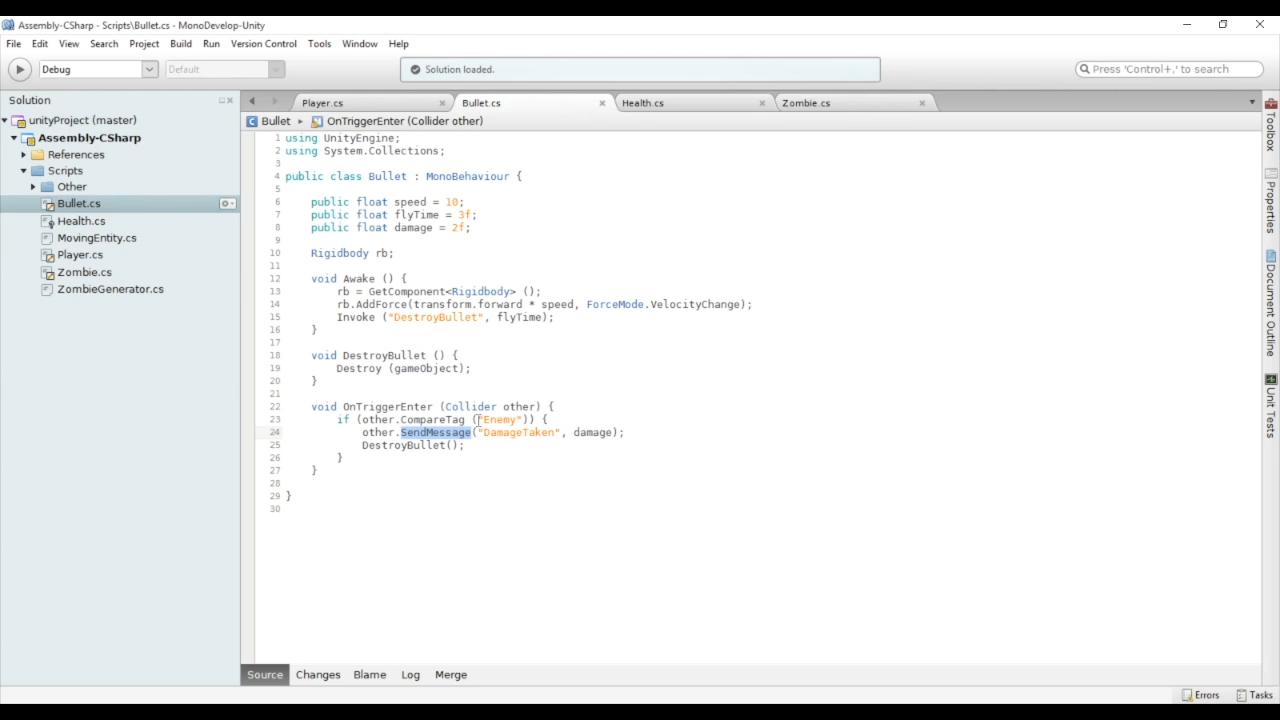 Assembly-CSharp - Scripts\Bullet.cs - MonoDevelop-Unity
File Edit View Search Project Build Run Version Control Tools Window Help
Debug Default Solution loaded. Press 'Control+,' to search
Solution
unityProject (master)
Assembly-CSharp
References
Scripts
Other
Bullet.cs
Health.cs
MovingEntity.cs
Player.cs
Zombie.cs
ZombieGenerator.cs
Player.cs Bullet.cs Health.cs Zombie.cs
Bullet OnTriggerEnter (Collider other)
1 using UnityEngine;
2 using System.Collections;
3
4 public class Bullet : MonoBehaviour {
5
6 public float speed = 10;
7 public float flyTime = 3f;
8 public float damage = 2f;
9
10 Rigidbody rb;
11
12 void Awake () {
13 rb = GetComponent<Rigidbody> ();
14 rb.AddForce(transform.forward * speed, ForceMode.VelocityChange);
15 Invoke ("DestroyBullet", flyTime);
16 }
17
18 void DestroyBullet () {
19 Destroy (gameObject);
20 }
21
22 void OnTriggerEnter (Collider other) {
23 if (other.CompareTag ("Enemy")) {
24 other.SendMessage("DamageTaken", damage);
25 DestroyBullet();
26 }
27 }
28
29 }
30
Toolbox
Properties
Document Outline
Unit Tests
Source Changes Blame Log Merge
Errors Tasks